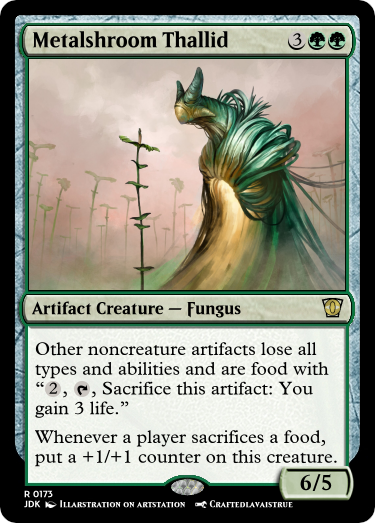 Metalshroom Thallid 3
Artifact Creature — Fungus
Other noncreature artifacts lose all
types and abilities and are food with
“2, , Sacrifice this artifact: You
gain 3 life.”
Whenever a player sacrifices a food,
put a +1/+1 counter on this creature.
6/5
R 0173
JDK Illarstration on artstation Craftedlavaistrue